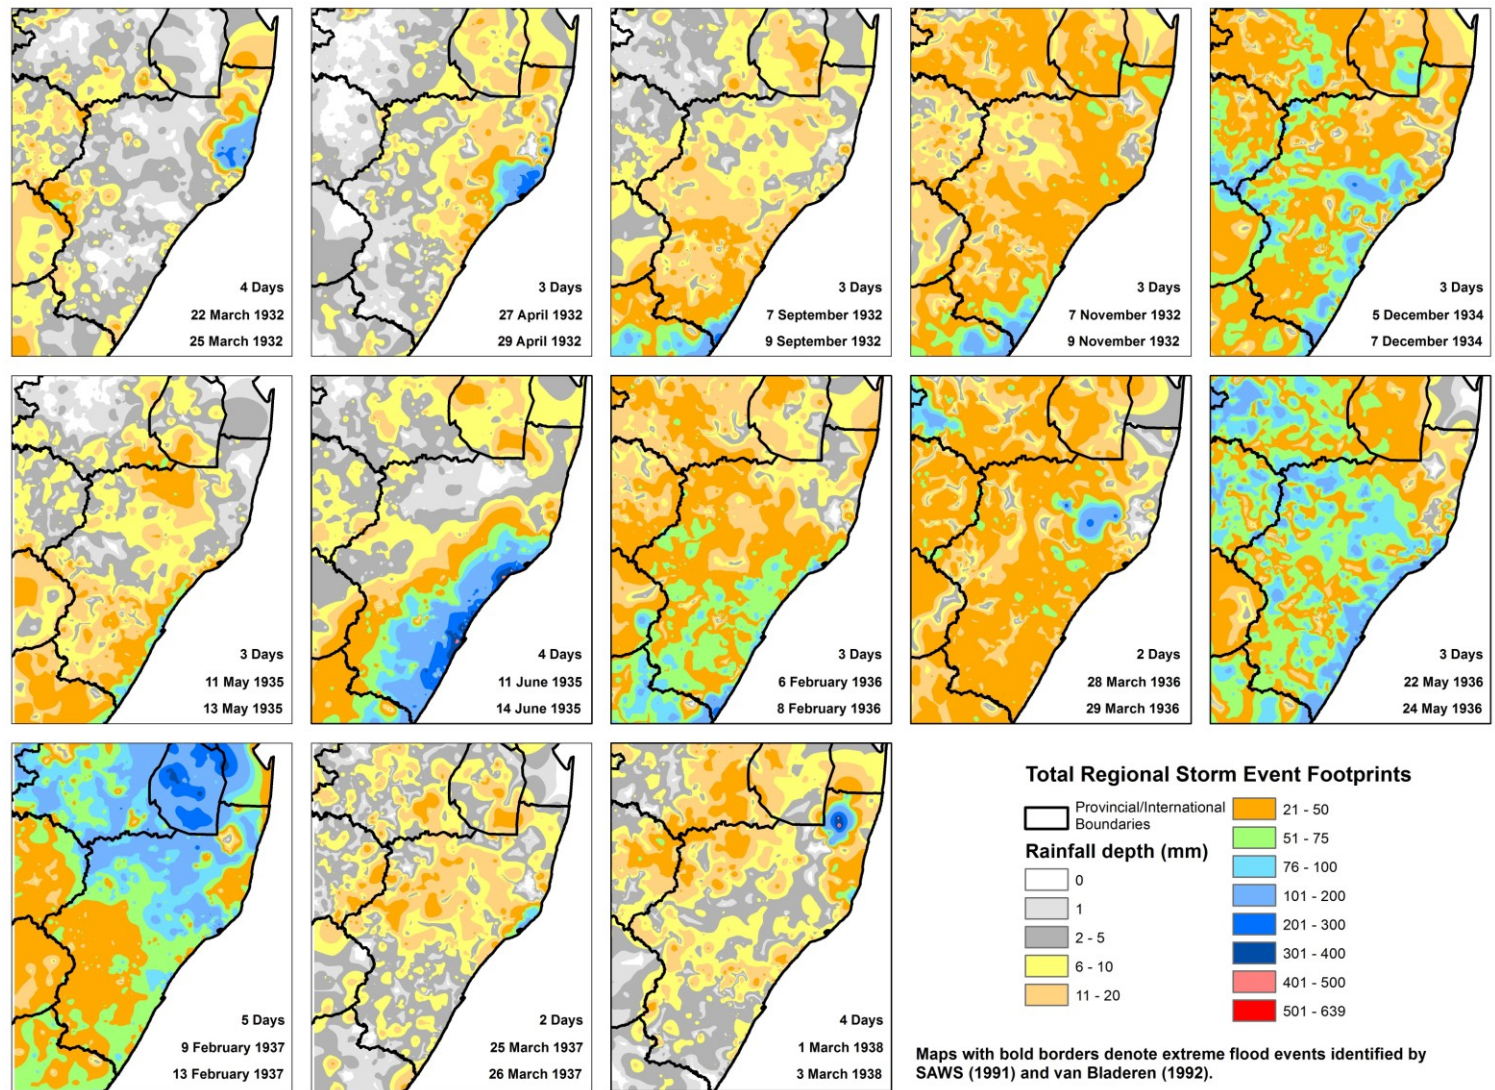 4 Days
22 March 1932
25 March 1932
3 Days
27 April 1932
29 April 1932
3 Days
7 September 1932
9 September 1932
3 Days
7 November 1932
9 November 1932
3 Days
5 December 1934
7 December 1934
3 Days
11 May 1935
13 May 1935
4 Days
11 June 1935
14 June 1935
3 Days
6 February 1936
8 February 1936
2 Days
28 March 1936
29 March 1936
3 Days
22 May 1936
24 May 1936
5 Days
9 February 1937
13 February 1937
2 Days
25 March 1937
26 March 1937
4 Days
1 March 1938
3 March 1938
Total Regional Storm Event Footprints
Provincial/International
Boundaries
Rainfall depth (mm)
0
1
2 - 5
6 - 10
11 - 20
21 - 50
51 - 75
76 - 100
101 - 200
201 - 300
301 - 400
401 - 500
501 - 639
Maps with bold borders denote extreme flood events identified by
SAWS (1991) and van Bladeren (1992).